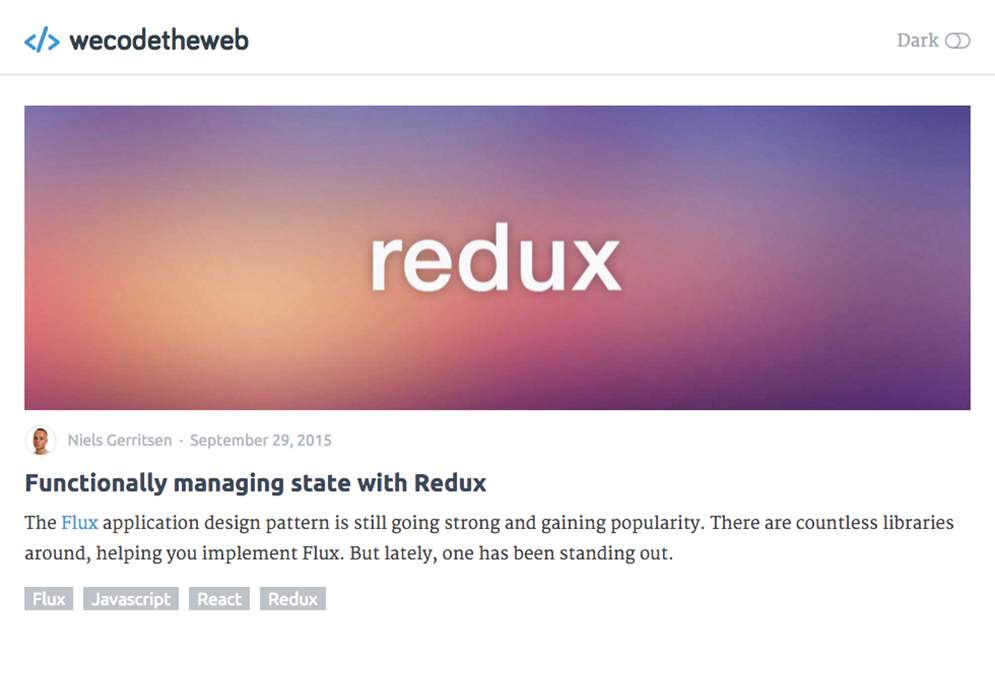 </> wecodetheweb
Dark
redux
Niels Gerritsen · September 29, 2015
Functionally managing state with Redux
The Flux application design pattern is still going strong and gaining popularity. There are countless libraries
around, helping you implement Flux. But lately, one has been standing out.
Flux Javascript React Redux